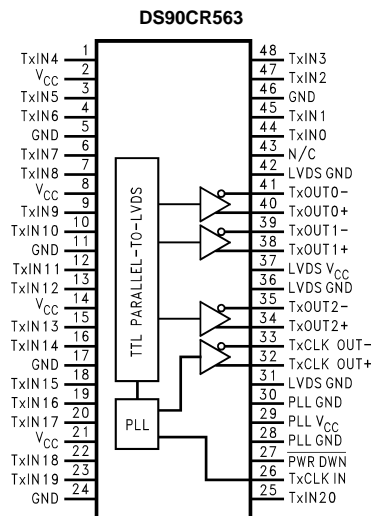 DS90CR563
TxIN4 1
VCC 2
TxIN5 3
TxIN6 4
GND 5
TxIN7 6
TxIN8 7
VCC 8
TxIN9 9
TxIN10 10
GND 11
TxIN11 12
TxIN12 13
VCC 14
TxIN13 15
TxIN14 16
GND 17
TxIN15 18
TxIN16 19
TxIN17 20
VCC 21
TxIN18 22
TxIN19 23
GND 24
TTL PARALLEL-TO-LVDS
PLL
48 TxIN3
47 TxIN2
46 GND
45 TxIN1
44 TxIN0
43 N/C
42 LVDS GND
41 TxOUT0-
40 TxOUT0+
39 TxOUT1-
38 TxOUT1+
37 LVDS VCC
36 LVDS GND
35 TxOUT2-
34 TxOUT2+
33 TxCLK OUT-
32 TxCLK OUT+
31 LVDS GND
30 PLL GND
29 PLL VCC
28 PLL GND
27 PWR DWN
26 TxCLK IN
25 TxIN20